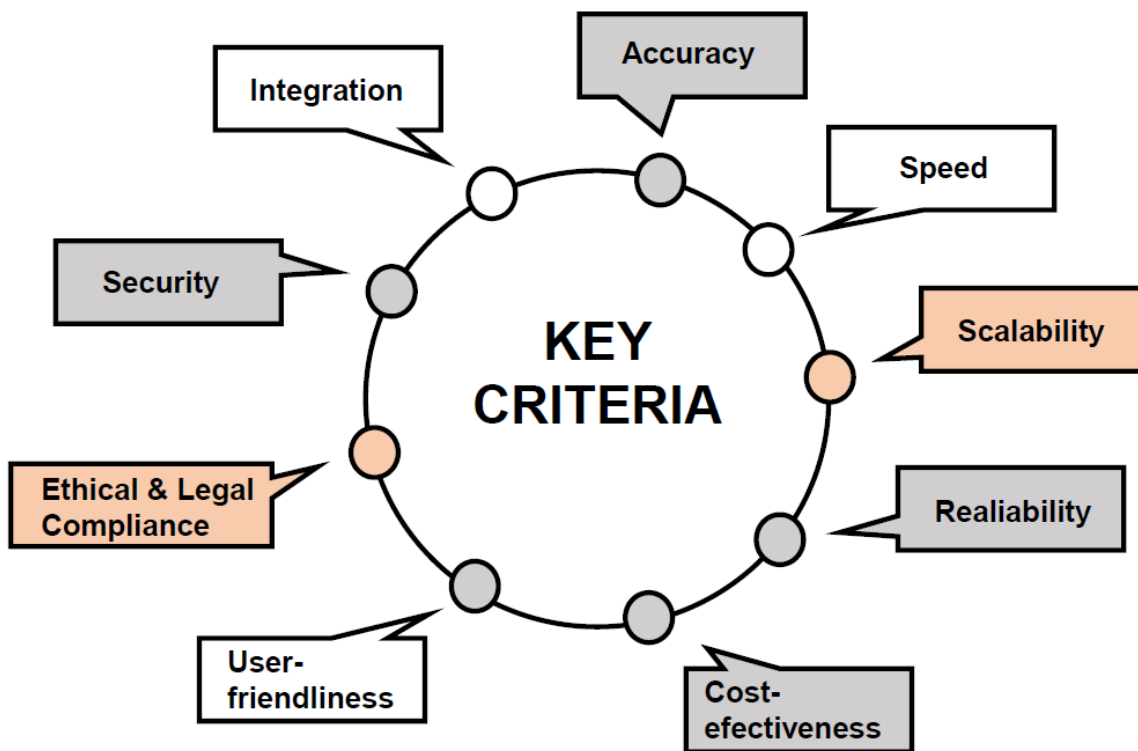 Accuracy
Integration
Speed
Security
Scalability
KEY
CRITERIA
Ethical & Legal
Compliance
Realiability
User-
friendliness
Cost-
efectiveness